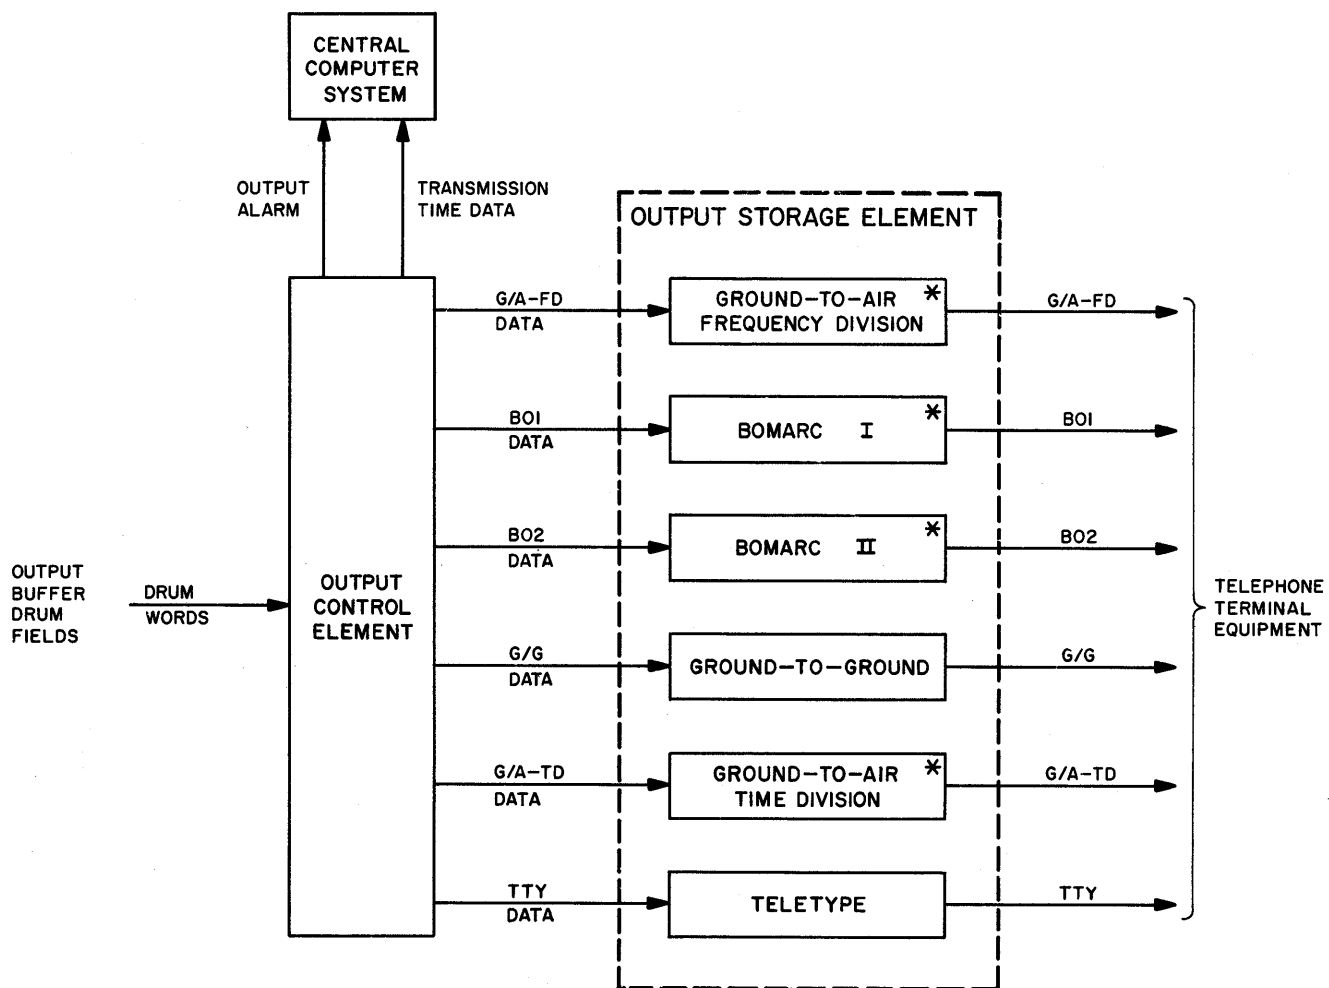 CENTRAL
COMPUTER
SYSTEM
OUTPUT
ALARM
TRANSMISSION
TIME DATA
OUTPUT STORAGE ELEMENT
G/A-FD
DATA
GROUND-TO-AIR *
FREQUENCY DIVISION
G/A-FD
BO1
DATA
BOMARC I *
BO1
BO2
DATA
BOMARC II *
BO2
OUTPUT
BUFFER
DRUM
FIELDS
DRUM
WORDS
OUTPUT
CONTROL
ELEMENT
TELEPHONE
TERMINAL
EQUIPMENT
G/G
DATA
GROUND-TO-GROUND
G/G
G/A-TD
DATA
GROUND-TO-AIR *
TIME DIVISION
G/A-TD
TTY
DATA
TELETYPE
TTY